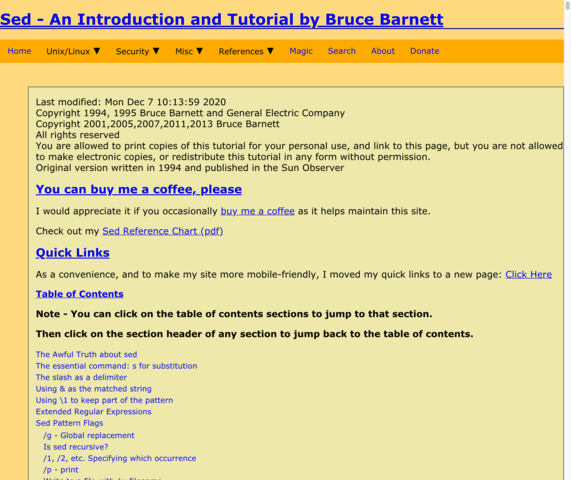 Sed - An Introduction and Tutorial by Bruce Barnett
Home Unix/Linux ▼ Security ▼ Misc ▼ References ▼ Magic Search About Donate
Last modified: Mon Dec 7 10:13:59 2020
Copyright 1994, 1995 Bruce Barnett and General Electric Company
Copyright 2001,2005,2007,2011,2013 Bruce Barnett
All rights reserved
You are allowed to print copies of this tutorial for your personal use, and link to this page, but you are not allowed
to make electronic copies, or redistribute this tutorial in any form without permission.
Original version written in 1994 and published in the Sun Observer
You can buy me a coffee, please
I would appreciate it if you occasionally buy me a coffee as it helps maintain this site.
Check out my Sed Reference Chart (pdf)
Quick Links
As a convenience, and to make my site more mobile-friendly, I moved my quick links to a new page: Click Here
Table of Contents
Note - You can click on the table of contents sections to jump to that section.
Then click on the section header of any section to jump back to the table of contents.
The Awful Truth about sed
The essential command: s for substitution
The slash as a delimiter
Using & as the matched string
Using \1 to keep part of the pattern
Extended Regular Expressions
Sed Pattern Flags
/g - Global replacement
Is sed recursive?
/1, /2, etc. Specifying which occurrence
/p - print